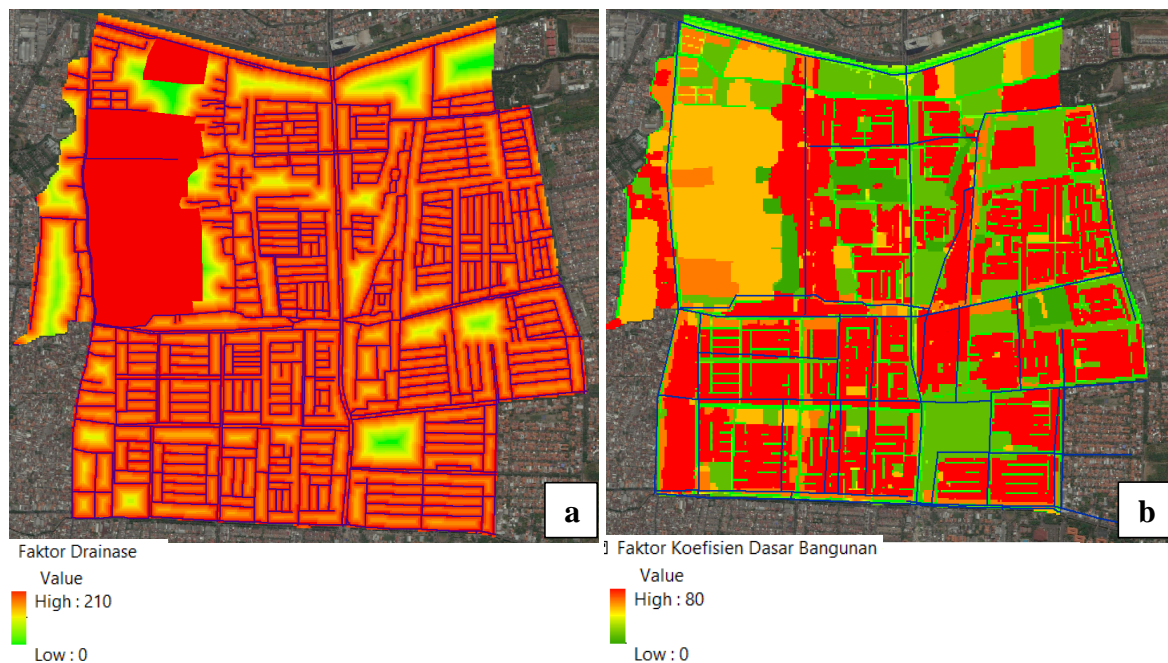 a
b
Faktor Drainase
Value
High : 210
Low : 0
Faktor Koefisien Dasar Bangunan
Value
High : 80
Low : 0